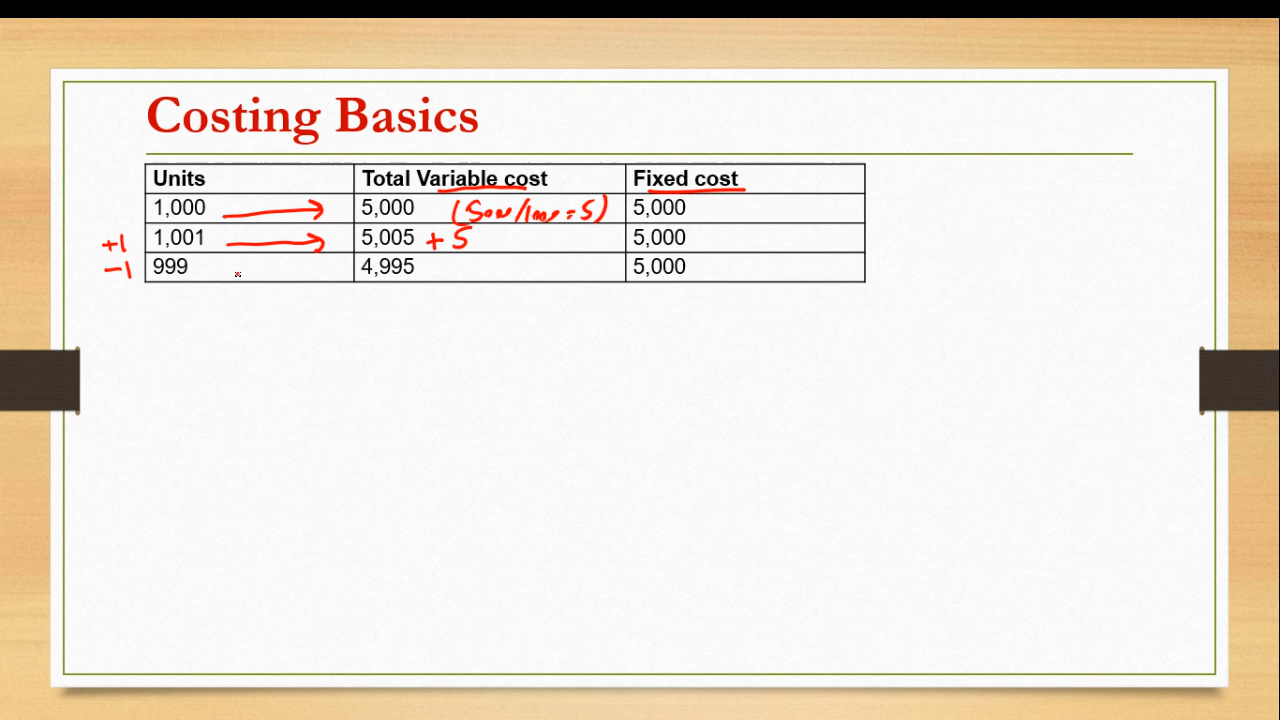 Costing Basics
Units Total Variable cost Fixed cost
1,000 5,000 (5000/1000=5) 5,000
+1 1,001 5,005 +5 5,000
-1 999 4,995 5,000